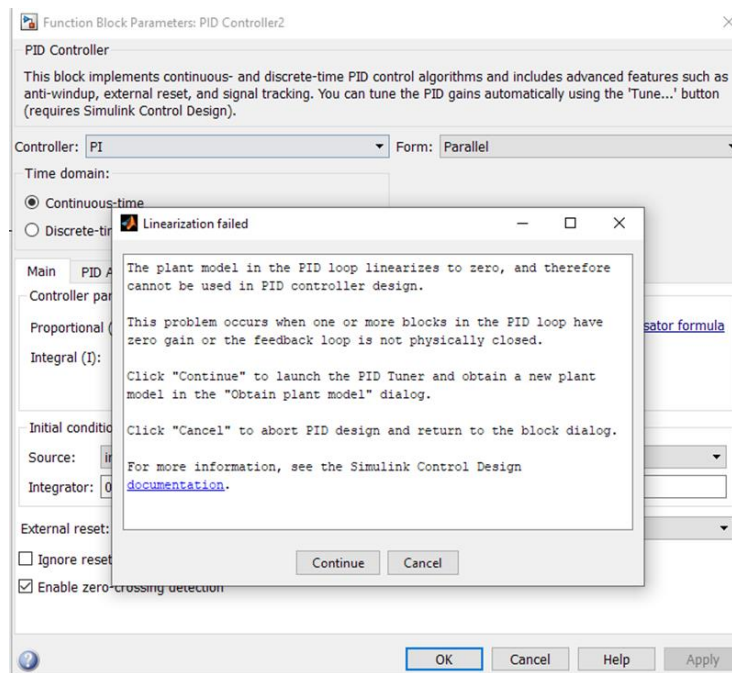 Function Block Parameters: PID Controller2
PID Controller
This block implements continuous- and discrete-time PID control algorithms and includes advanced features such as
anti-windup, external reset, and signal tracking. You can tune the PID gains automatically using the 'Tune...' button
(requires Simulink Control Design).
Controller: PI
Form: Parallel
Time domain:
Continuous-time
Discrete-tim
Linearization failed
The plant model in the PID loop linearizes to zero, and therefore
cannot be used in PID controller design.
This problem occurs when one or more blocks in the PID loop have
zero gain or the feedback loop is not physically closed.
Click "Continue" to launch the PID Tuner and obtain a new plant
model in the "Obtain plant model" dialog.
Click "Cancel" to abort PID design and return to the block dialog.
For more information, see the Simulink Control Design
documentation.
Continue Cancel
Main PID A
Controller par
Proportional (
sator formula
Integral (I):
Initial conditio
Source: in
Integrator: 0
External reset:
Ignore reset
Enable zero-crossing detection
OK Cancel Help Apply